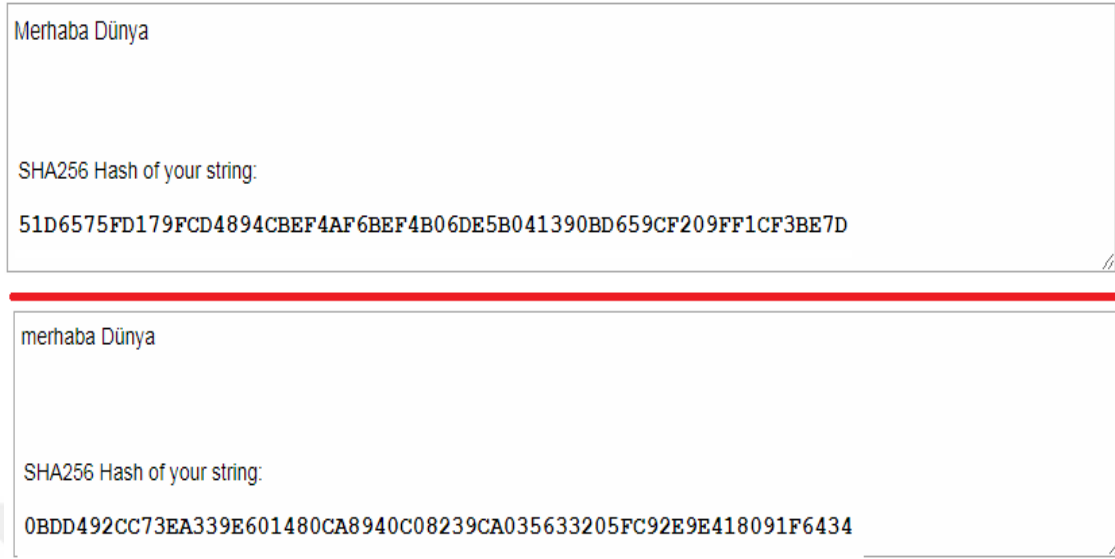 Merhaba Dünya
SHA256 Hash of your string:
51D6575FD179FCD4894CBEF4AF6BEF4B06DE5B041390BD659CF209FF1CF3BE7D
merhaba Dünya
SHA256 Hash of your string:
0BDD492CC73EA339E601480CA8940C08239CA035633205FC92E9E418091F6434